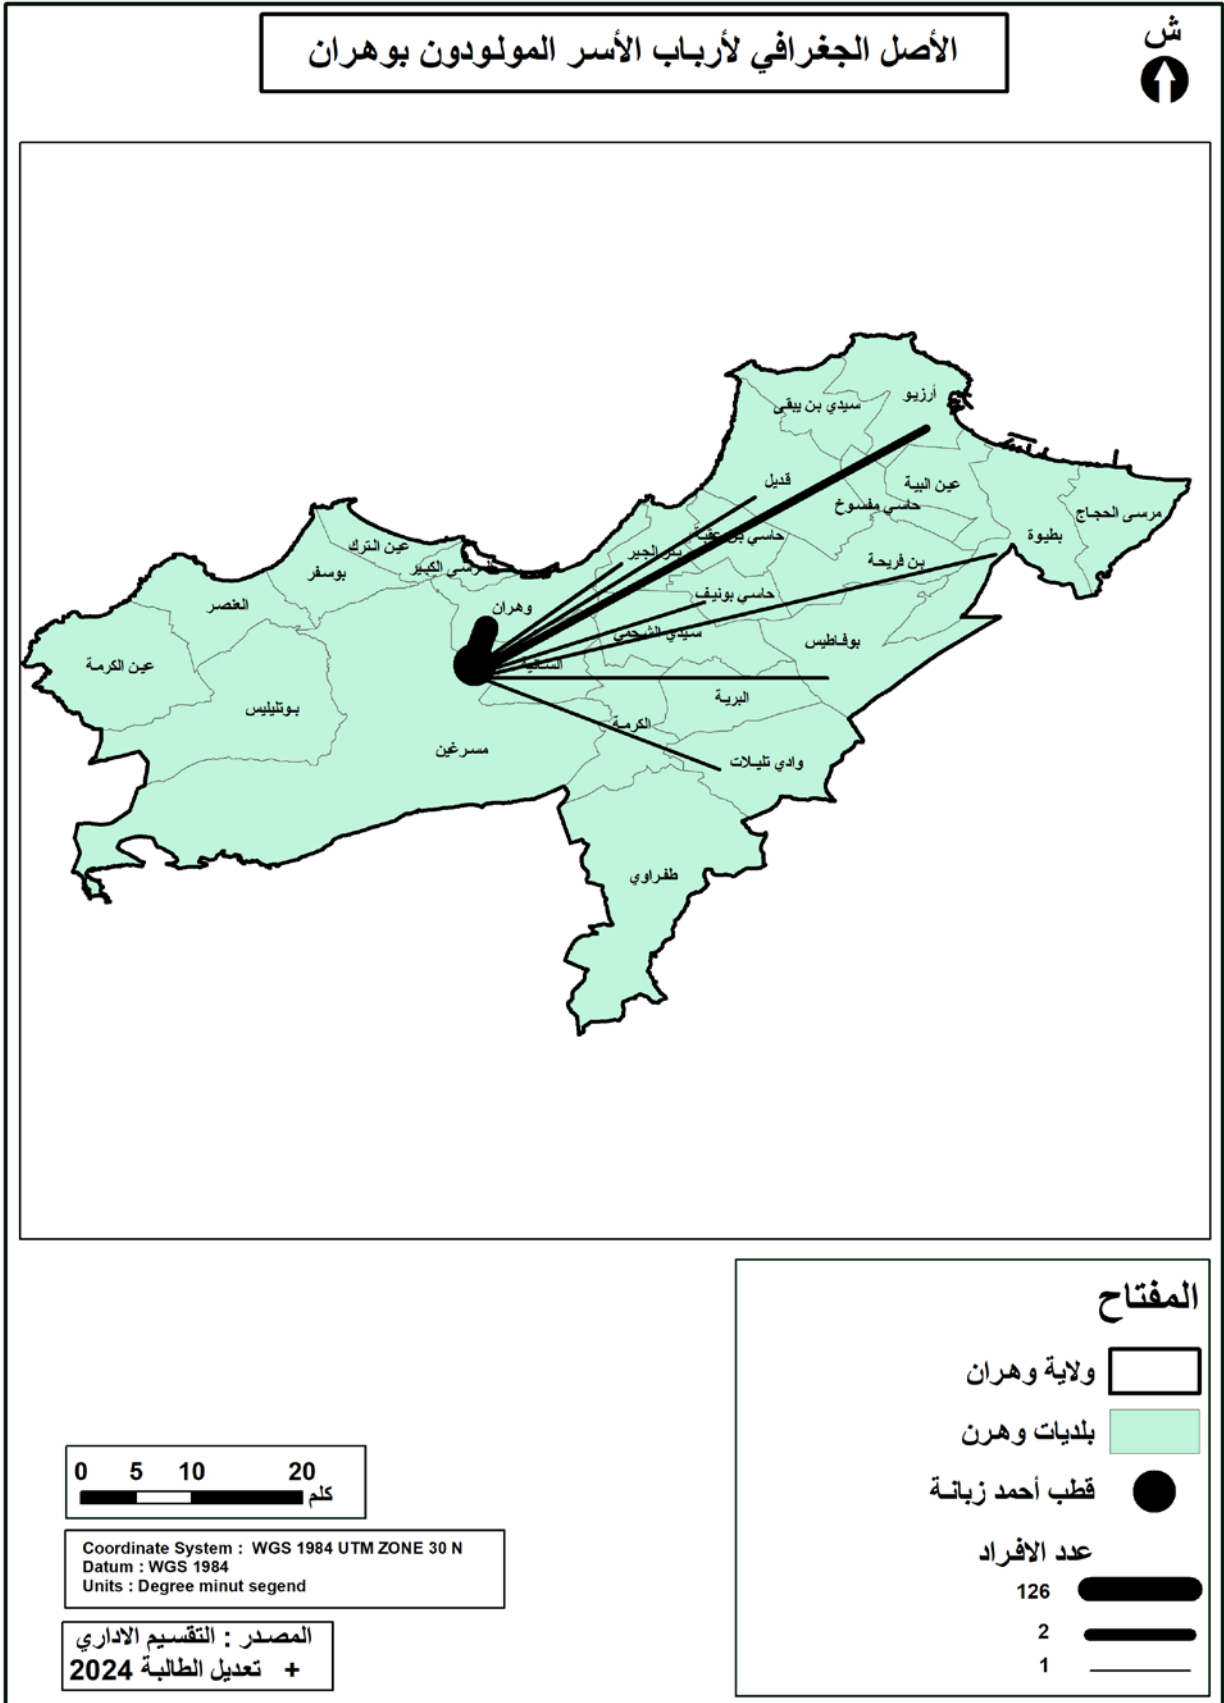 ش
الأصل الجغرافي لأرباب الأسر المولودون بوهران
أرزيو
سيدي بن يبقى
قديل
عين البية
حاسي مفسوخ
مرسى الحجاج
بطيوة
حاسي بن عقبة
بئر الجير
بن فريحة
عين الترك
المرسى الكبير
بوسفر
حاسي بونيف
العنصر
وهران
سيدي الشحمي
بوفاطيس
السانية
عين الكرمة
البرية
بوتليليس
الكرمة
مسرغين
وادي تليلات
طفراوي
المفتاح
ولاية وهران
بلديات وهرن
قطب أحمد زبانة
عدد الافراد
126
2
1
0 5 10 20
كلم
Coordinate System : WGS 1984 UTM ZONE 30 N
Datum : WGS 1984
Units : Degree minut segend
المصدر : التقسيم الاداري
+ تعديل الطالبة 2024